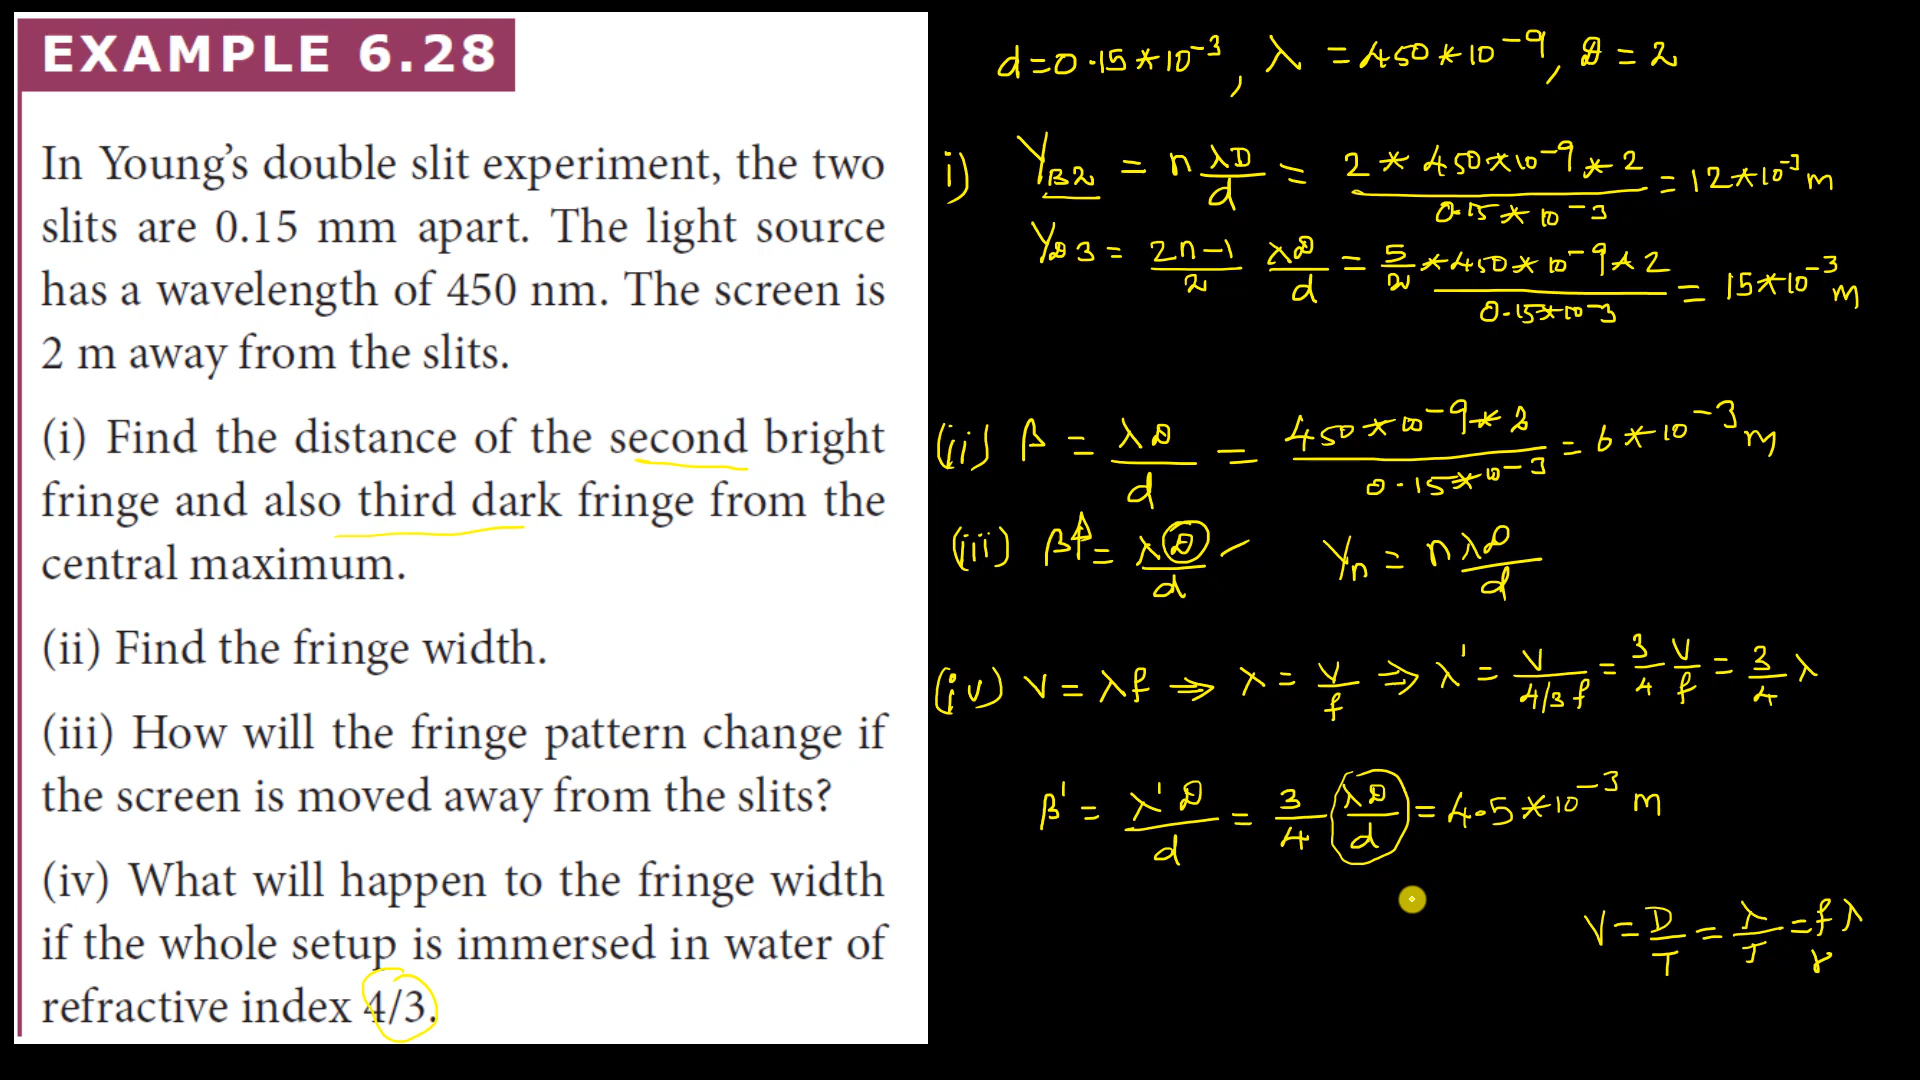 EXAMPLE 6.28
In Young's double slit experiment, the two
slits are 0.15 mm apart. The light source
has a wavelength of 450 nm. The screen is
2 m away from the slits.
(i) Find the distance of the second bright
fringe and also third dark fringe from the
central maximum.
(ii) Find the fringe width.
(iii) How will the fringe pattern change if
the screen is moved away from the slits?
(iv) What will happen to the fringe width
if the whole setup is immersed in water of
refractive index 4/3.
d=0.15*10^-3, λ=450*10^-9, D=2
i) Y_B2 = n λD/d = 2*450*10^-9*2/0.15*10^-3 = 12*10^-3 m
Y_D3 = 2n-1/2 λD/d = 5/2 *450*10^-9*2/0.15*10^-3 = 15*10^-3 m
(ii) β = λD/d = 450*10^-9*2/0.15*10^-3 = 6*10^-3 m
(iii) β↑ = λD/d Yn = n λD/d
(iv) V = λf ⇒ λ = V/f ⇒ λ' = V/4/3 f = 3/4 V/f = 3/4 λ
β' = λ'D/d = 3/4 λD/d = 4.5*10^-3 m
V = D/T = λ/T = fλ